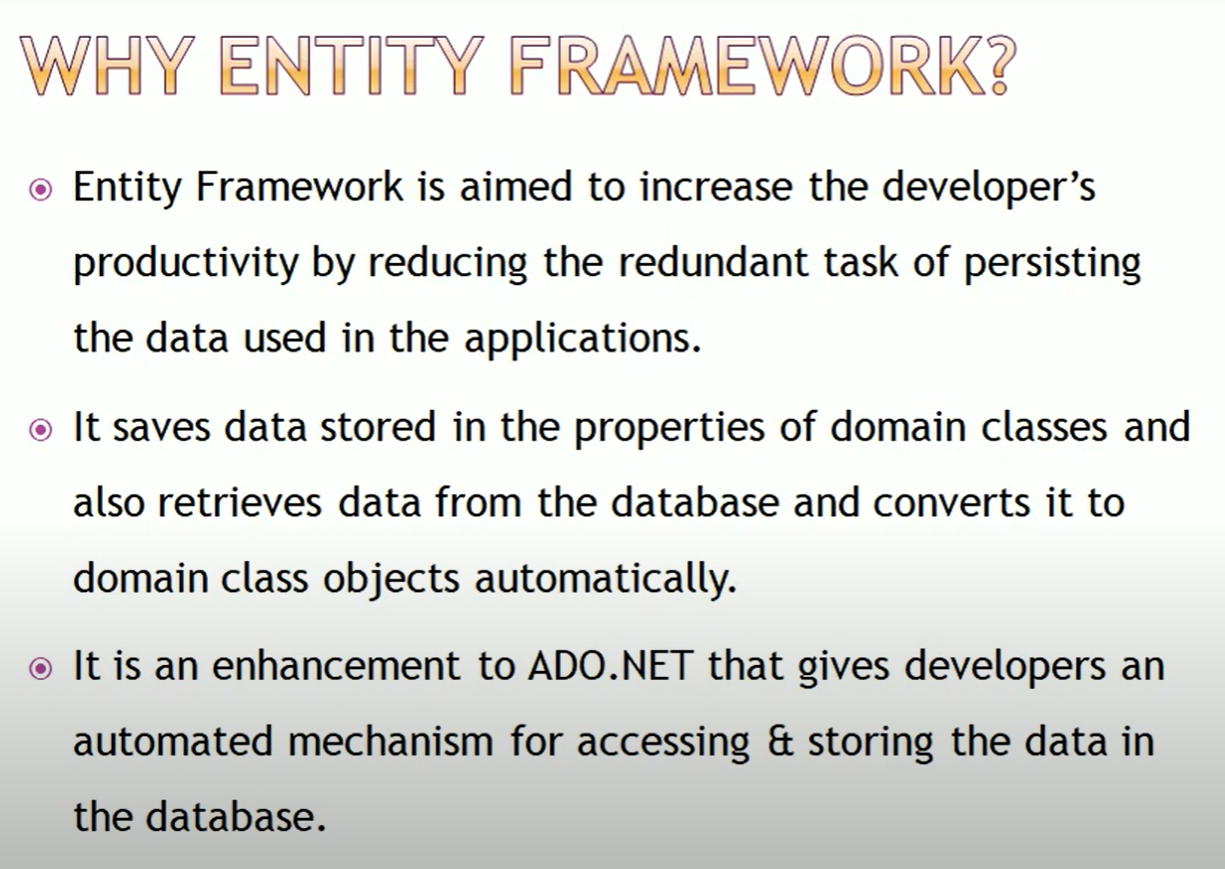 WHY ENTITY FRAMEWORK?
Entity Framework is aimed to increase the developer’s
productivity by reducing the redundant task of persisting
the data used in the applications.
It saves data stored in the properties of domain classes and
also retrieves data from the database and converts it to
domain class objects automatically.
It is an enhancement to ADO.NET that gives developers an
automated mechanism for accessing & storing the data in
the database.